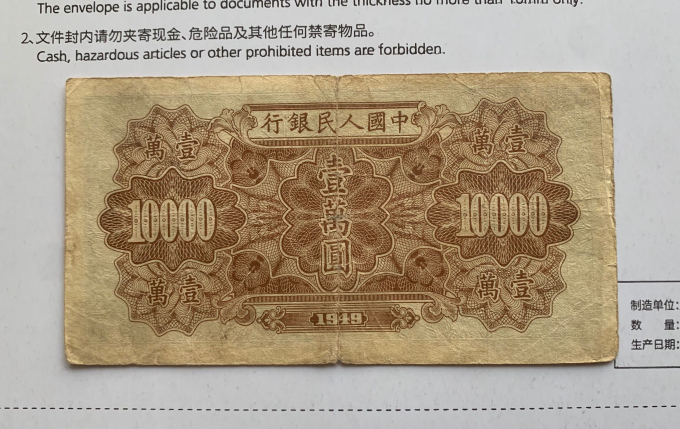 The envelope is applicable to documents with the thickness no more than
only.
2、文件封内请勿夹寄现金、危险品及其他任何禁寄物品。
Cash, hazardous articles or other prohibited items are forbidden.
行銀民人國中
萬壹
萬壹
壹萬圓
10000
10000
萬壹
萬壹
1949
制造单位:
数 量:
生产日期: